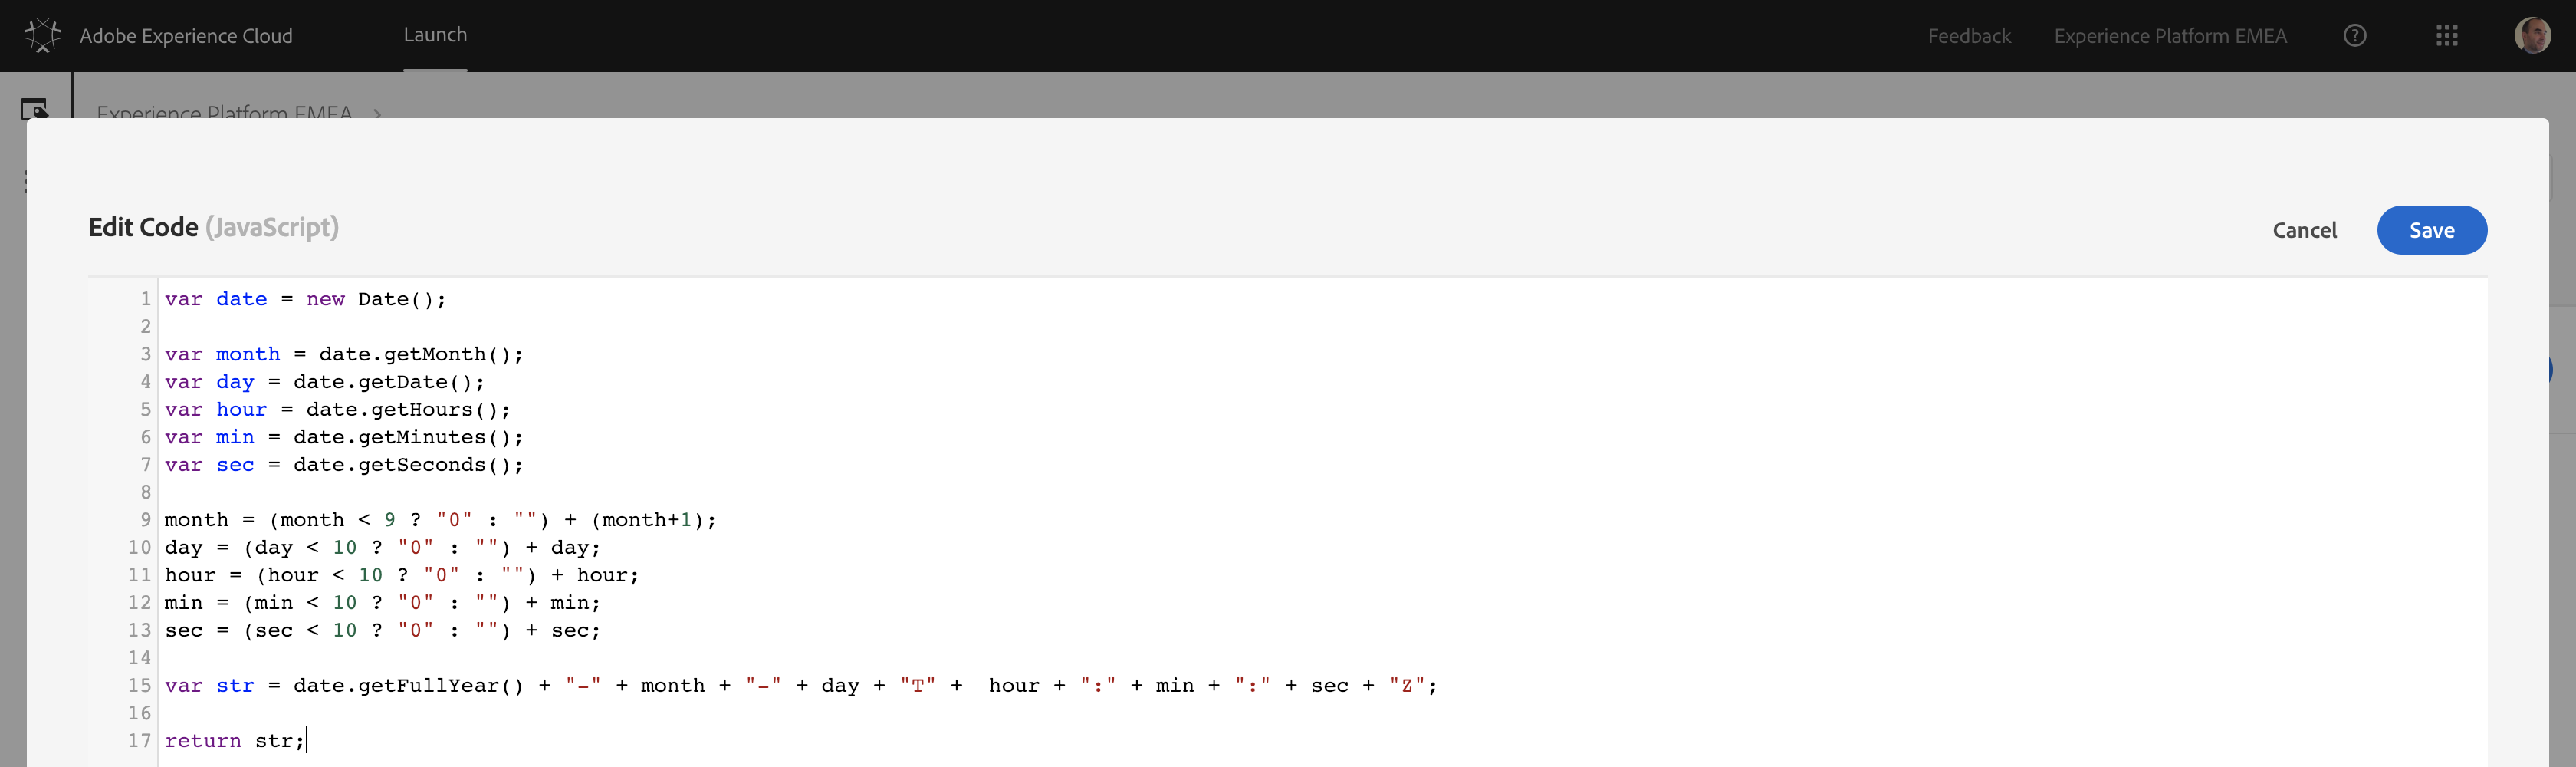 Adobe Experience Cloud Launch Feedback Experience Platform EMEA ?
Experience Platform EMEA >
Edit Code (JavaScript) Cancel Save
1 var date = new Date();
2
3 var month = date.getMonth();
4 var day = date.getDate();
5 var hour = date.getHours();
6 var min = date.getMinutes();
7 var sec = date.getSeconds();
8
9 month = (month < 9 ? "0" : "") + (month+1);
10 day = (day < 10 ? "0" : "") + day;
11 hour = (hour < 10 ? "0" : "") + hour;
12 min = (min < 10 ? "0" : "") + min;
13 sec = (sec < 10 ? "0" : "") + sec;
14
15 var str = date.getFullYear() + "-" + month + "-" + day + "T" +  hour + ":" + min + ":" + sec + "Z";
16
17 return str;